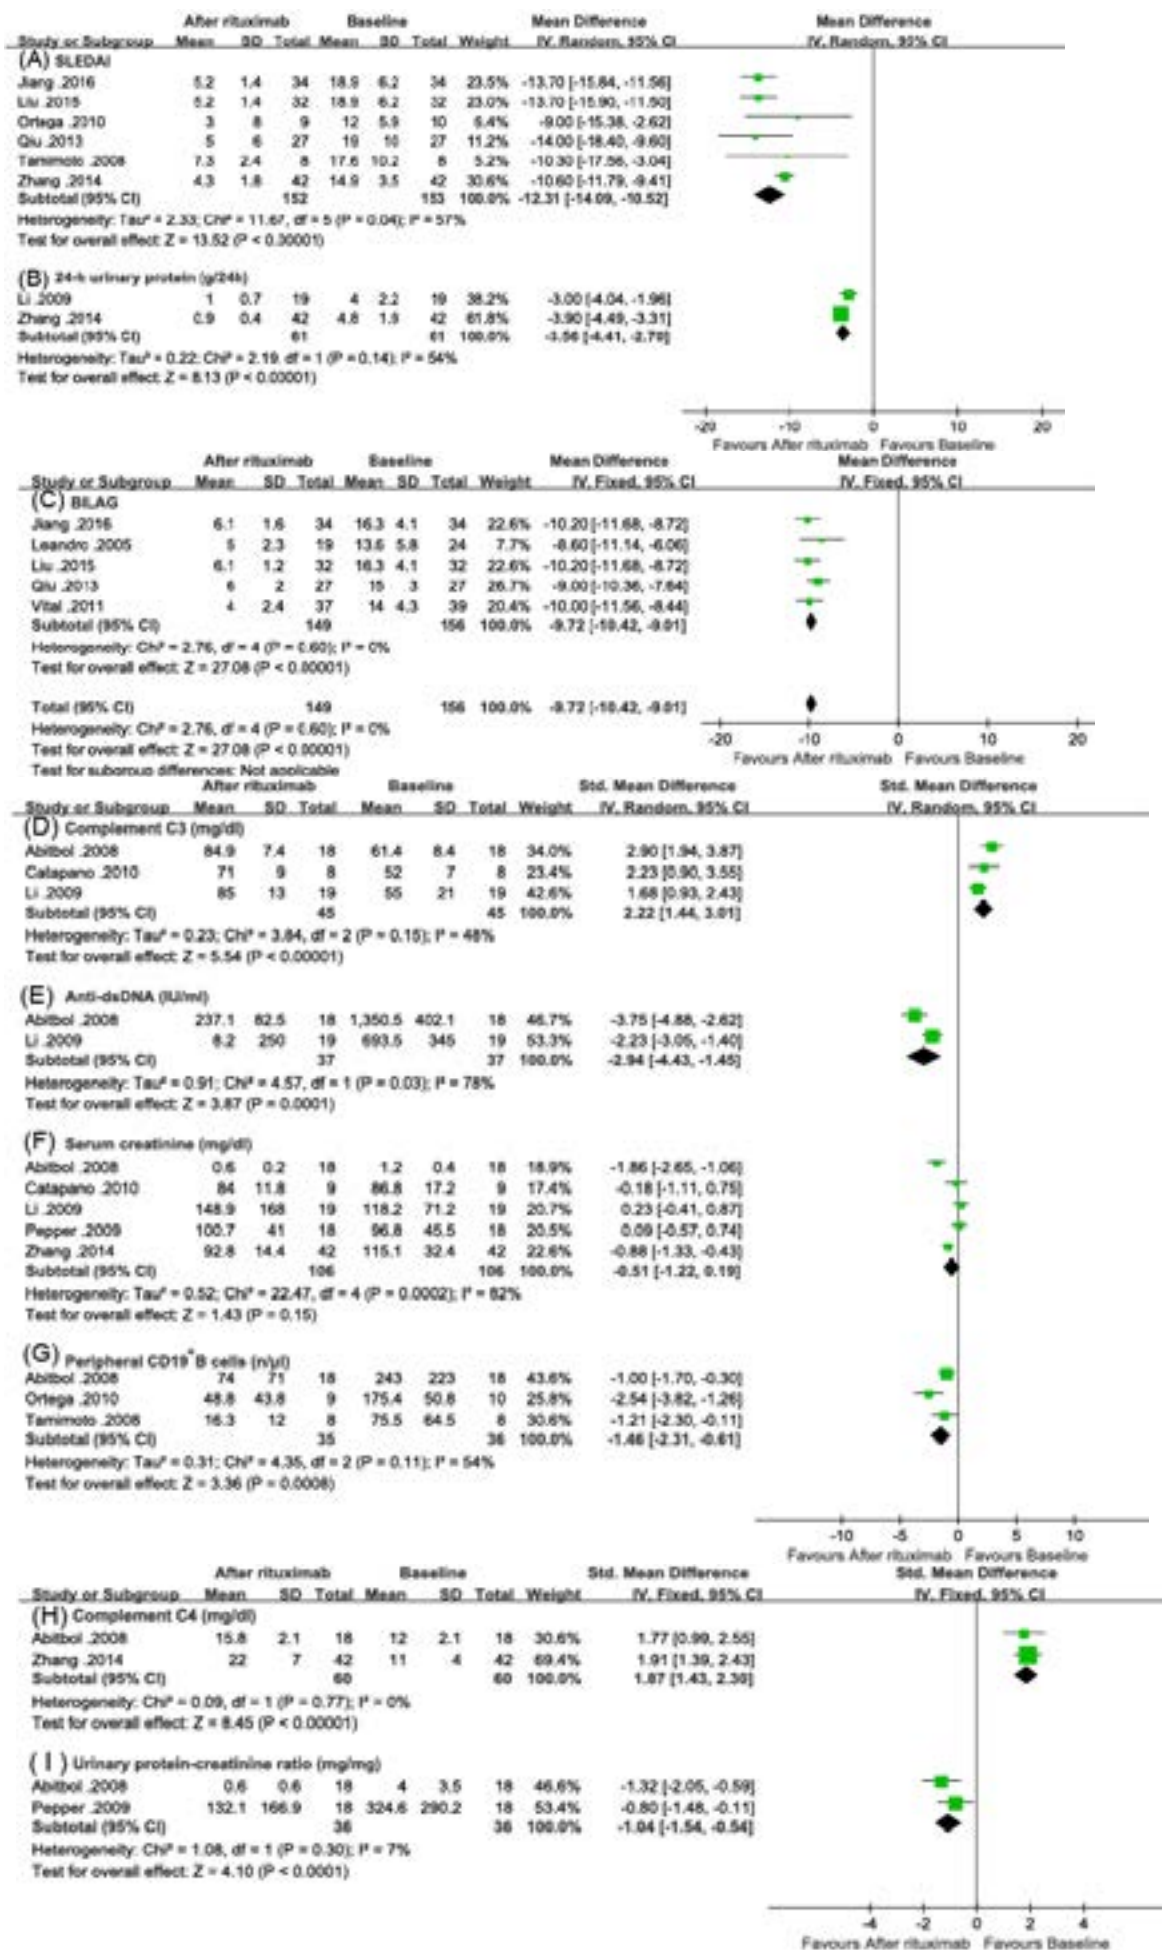 After rituximab Baseline Mean Difference Mean Difference
Study or Subgroup Mean SD Total Mean SD Total Weight IV, Random, 95% CI IV, Random, 95% CI
(A) SLEDAI
Jiang .2016 5.2 1.4 34 18.9 6.2 34 23.5% -13.70 [-15.84, -11.56]
Liu .2015 5.2 1.4 32 18.9 6.2 32 23.0% -13.70 [-15.90, -11.50]
Ortega .2010 3 8 9 12 5.9 10 6.4% -9.00 [-15.38, -2.62]
Qiu .2013 5 6 27 19 10 27 11.2% -14.00 [-18.40, -9.60]
Tamimoto .2008 7.3 2.4 8 17.6 10.2 8 5.2% -10.30 [-17.56, -3.04]
Zhang .2014 4.3 1.8 42 14.9 3.5 42 30.6% -10.60 [-11.79, -9.41]
Subtotal (95% CI) 152 153 100.0% -12.31 [-14.09, -10.52]
Heterogeneity: Tau² = 2.33; Chi² = 11.67, df = 5 (P = 0.04); I² = 57%
Test for overall effect: Z = 13.52 (P < 0.00001)
(B) 24-h urinary protein (g/24h)
Li .2009 1 0.7 19 4 2.2 19 38.2% -3.00 [-4.04, -1.96]
Zhang .2014 0.9 0.4 42 4.8 1.9 42 61.8% -3.90 [-4.49, -3.31]
Subtotal (95% CI) 61 61 100.0% -3.56 [-4.41, -2.70]
Heterogeneity: Tau² = 0.22; Chi² = 2.19, df = 1 (P = 0.14); I² = 54%
Test for overall effect: Z = 8.13 (P < 0.00001)
-20 -10 0 10 20
Favours After rituximab Favours Baseline
After rituximab Baseline Mean Difference Mean Difference
Study or Subgroup Mean SD Total Mean SD Total Weight IV, Fixed, 95% CI IV, Fixed, 95% CI
(C) BILAG
Jiang .2016 6.1 1.6 34 16.3 4.1 34 22.6% -10.20 [-11.68, -8.72]
Leandro .2005 5 2.3 19 13.6 5.8 24 7.7% -8.60 [-11.14, -6.06]
Liu .2015 6.1 1.2 32 16.3 4.1 32 22.6% -10.20 [-11.68, -8.72]
Qiu .2013 6 2 27 15 3 27 26.7% -9.00 [-10.36, -7.64]
Vital .2011 4 2.4 37 14 4.3 39 20.4% -10.00 [-11.56, -8.44]
Subtotal (95% CI) 149 156 100.0% -9.72 [-10.42, -9.01]
Heterogeneity: Chi² = 2.76, df = 4 (P = 0.60); I² = 0%
Test for overall effect: Z = 27.08 (P < 0.00001)
Total (95% CI) 149 156 100.0% -9.72 [-10.42, -9.01]
Heterogeneity: Chi² = 2.76, df = 4 (P = 0.60); I² = 0%
Test for overall effect: Z = 27.08 (P < 0.00001)
Test for subgroup differences: Not applicable
-20 -10 0 10 20
Favours After rituximab Favours Baseline
After rituximab Baseline Std. Mean Difference Std. Mean Difference
Study or Subgroup Mean SD Total Mean SD Total Weight IV, Random, 95% CI IV, Random, 95% CI
(D) Complement C3 (mg/dl)
Abitbol .2008 84.9 7.4 18 61.4 8.4 18 34.0% 2.90 [1.94, 3.87]
Catapano .2010 71 9 8 52 7 8 23.4% 2.23 [0.90, 3.55]
Li .2009 85 13 19 55 21 19 42.6% 1.68 [0.93, 2.43]
Subtotal (95% CI) 45 45 100.0% 2.22 [1.44, 3.01]
Heterogeneity: Tau² = 0.23; Chi² = 3.84, df = 2 (P = 0.15); I² = 48%
Test for overall effect: Z = 5.54 (P < 0.00001)
(E) Anti-dsDNA (IU/ml)
Abitbol .2008 237.1 82.5 18 1,350.5 402.1 18 46.7% -3.75 [-4.88, -2.62]
Li .2009 8.2 250 19 693.5 345 19 53.3% -2.23 [-3.05, -1.40]
Subtotal (95% CI) 37 37 100.0% -2.94 [-4.43, -1.45]
Heterogeneity: Tau² = 0.91; Chi² = 4.57, df = 1 (P = 0.03); I² = 78%
Test for overall effect: Z = 3.87 (P = 0.0001)
(F) Serum creatinine (mg/dl)
Abitbol .2008 0.6 0.2 18 1.2 0.4 18 18.9% -1.86 [-2.65, -1.06]
Catapano .2010 84 11.8 9 86.8 17.2 9 17.4% -0.18 [-1.11, 0.75]
Li .2009 148.9 168 19 118.2 71.2 19 20.7% 0.23 [-0.41, 0.87]
Pepper .2009 100.7 41 18 96.8 45.5 18 20.5% 0.09 [-0.57, 0.74]
Zhang .2014 92.8 14.4 42 115.1 32.4 42 22.6% -0.88 [-1.33, -0.43]
Subtotal (95% CI) 106 106 100.0% -0.51 [-1.22, 0.19]
Heterogeneity: Tau² = 0.52; Chi² = 22.47, df = 4 (P = 0.0002); I² = 82%
Test for overall effect: Z = 1.43 (P = 0.15)
(G) Peripheral CD19⁺B cells (n/μl)
Abitbol .2008 74 71 18 243 223 18 43.6% -1.00 [-1.70, -0.30]
Ortega .2010 48.8 43.8 9 175.4 50.8 10 25.8% -2.54 [-3.82, -1.26]
Tamimoto .2008 16.3 12 8 75.5 64.5 8 30.6% -1.21 [-2.30, -0.11]
Subtotal (95% CI) 35 36 100.0% -1.46 [-2.31, -0.61]
Heterogeneity: Tau² = 0.31; Chi² = 4.35, df = 2 (P = 0.11); I² = 54%
Test for overall effect: Z = 3.36 (P = 0.0008)
-10 -5 0 5 10
Favours After rituximab Favours Baseline
After rituximab Baseline Std. Mean Difference Std. Mean Difference
Study or Subgroup Mean SD Total Mean SD Total Weight IV, Fixed, 95% CI IV, Fixed, 95% CI
(H) Complement C4 (mg/dl)
Abitbol .2008 15.8 2.1 18 12 2.1 18 30.6% 1.77 [0.99, 2.55]
Zhang .2014 22 7 42 11 4 42 69.4% 1.91 [1.39, 2.43]
Subtotal (95% CI) 60 60 100.0% 1.87 [1.43, 2.30]
Heterogeneity: Chi² = 0.09, df = 1 (P = 0.77); I² = 0%
Test for overall effect: Z = 8.45 (P < 0.00001)
(I) Urinary protein-creatinine ratio (mg/mg)
Abitbol .2008 0.6 0.6 18 4 3.5 18 46.6% -1.32 [-2.05, -0.59]
Pepper .2009 132.1 166.9 18 324.6 290.2 18 53.4% -0.80 [-1.48, -0.11]
Subtotal (95% CI) 36 36 100.0% -1.04 [-1.54, -0.54]
Heterogeneity: Chi² = 1.08, df = 1 (P = 0.30); I² = 7%
Test for overall effect: Z = 4.10 (P < 0.0001)
-4 -2 0 2 4
Favours After rituximab Favours Baseline